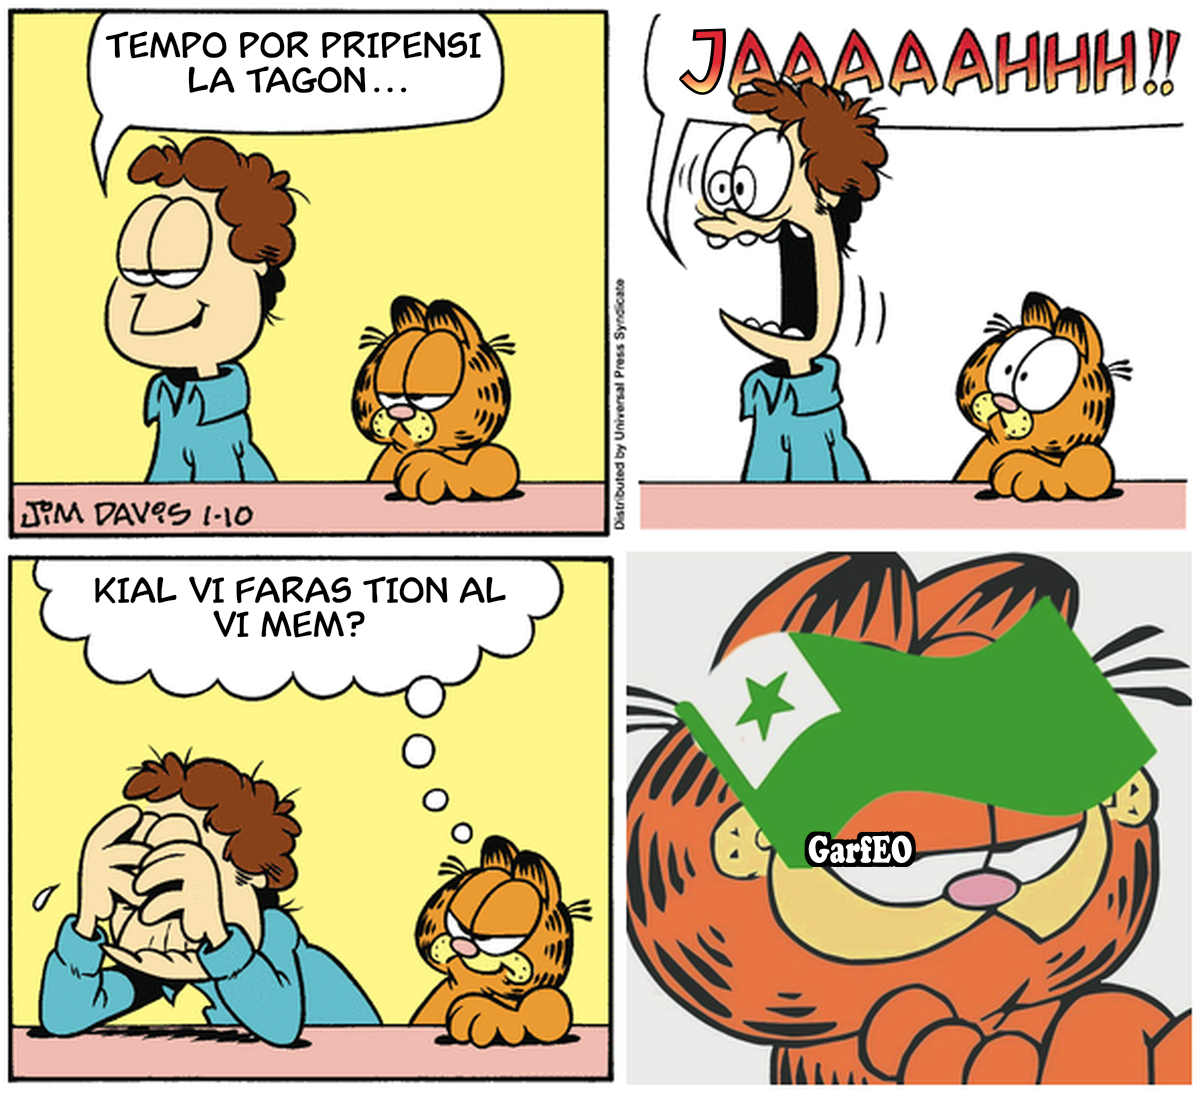 TEMPO POR PRIPENSI
LA TAGON...
JAAAAAHHH!!
JIM DAVIS 1-10
Distributed by Universal Press Syndicate
KIAL VI FARAS TION AL
VI MEM?
GarfEO